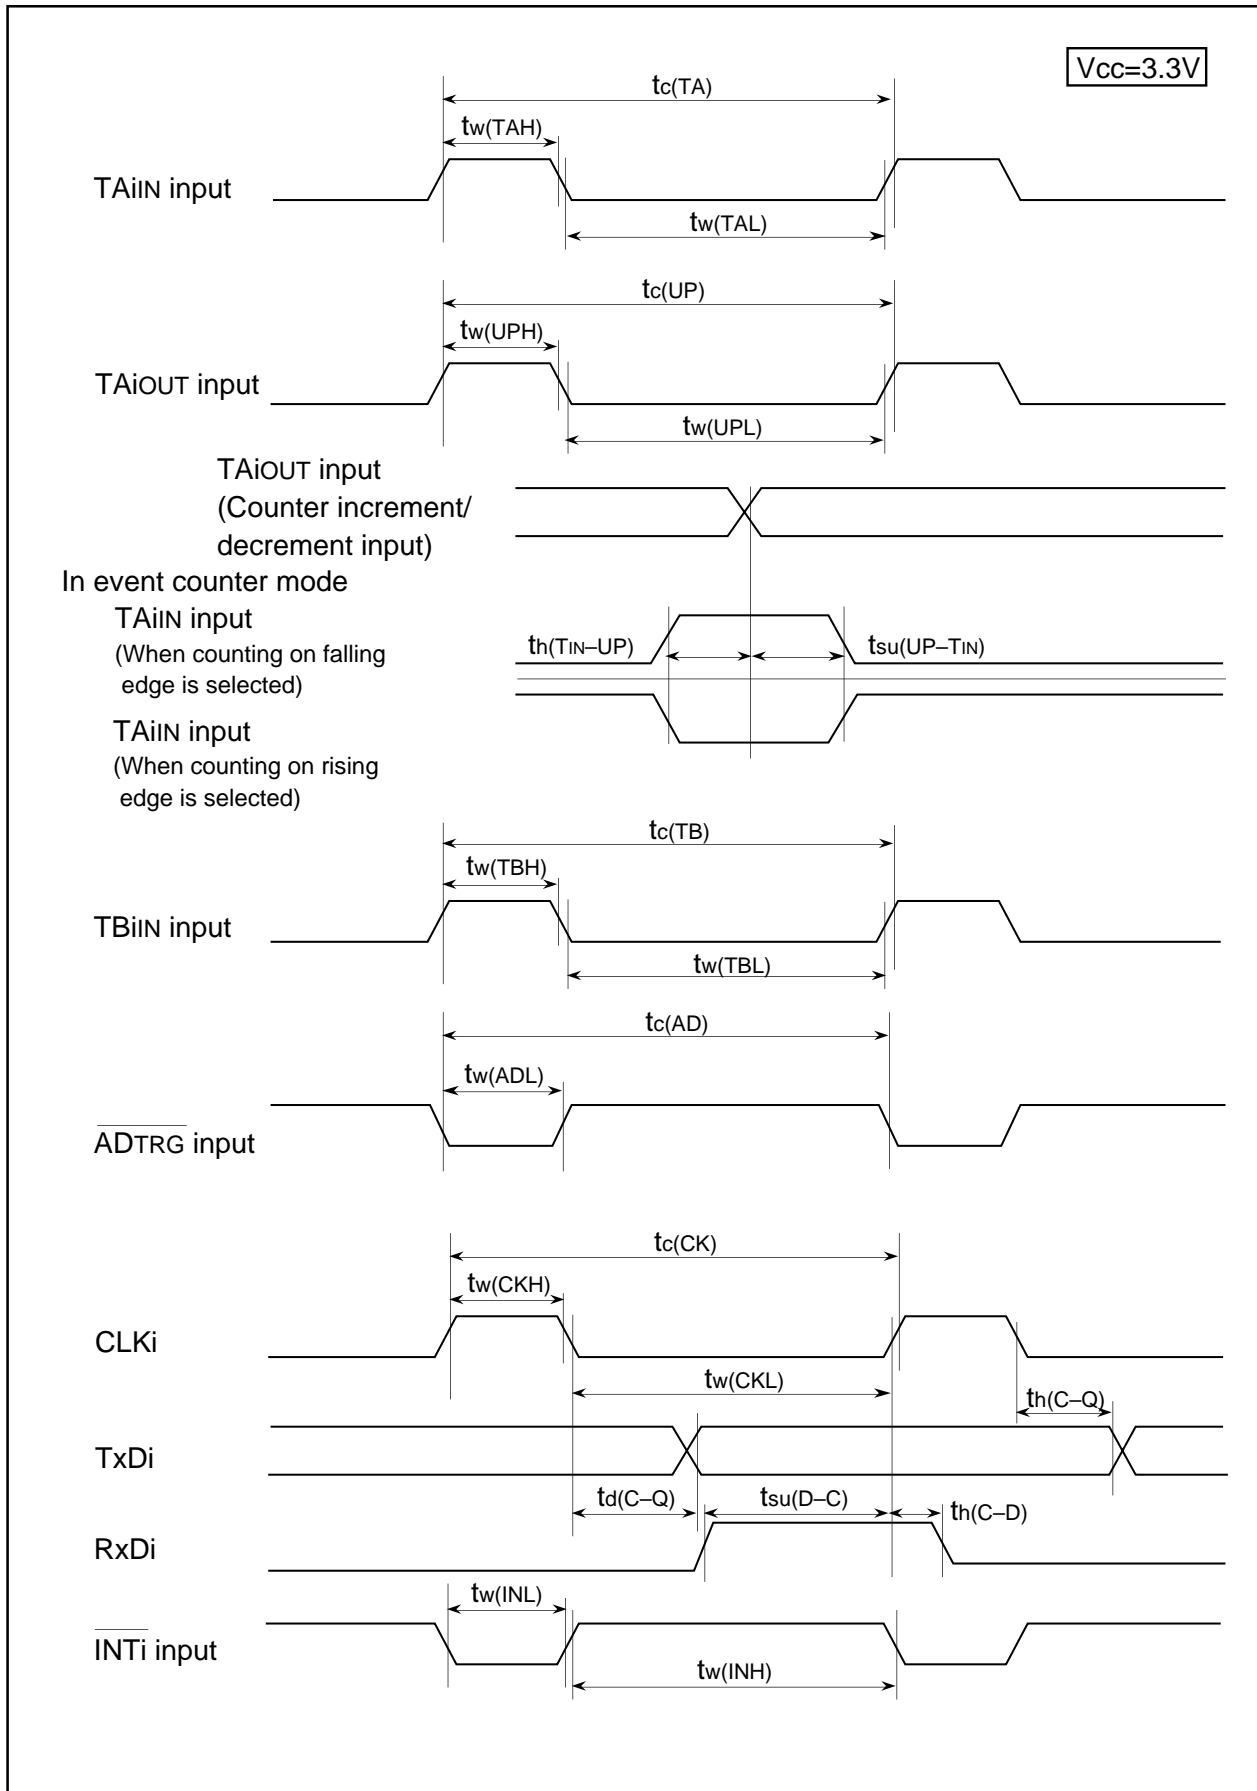 Vcc=3.3V
tc(TA)
tw(TAH)
TAiIN input
tw(TAL)
tc(UP)
tw(UPH)
TAiOUT input
tw(UPL)
TAiOUT input
(Counter increment/
decrement input)
In event counter mode
TAiIN input
(When counting on falling
edge is selected)
th(TIN–UP)
tsu(UP–TIN)
TAiIN input
(When counting on rising
edge is selected)
tc(TB)
tw(TBH)
TBiIN input
tw(TBL)
tc(AD)
tw(ADL)
ADTRG input
tc(CK)
tw(CKH)
CLKi
tw(CKL)
th(C–Q)
TxDi
td(C–Q)
tsu(D–C)
th(C–D)
RxDi
tw(INL)
INTi input
tw(INH)